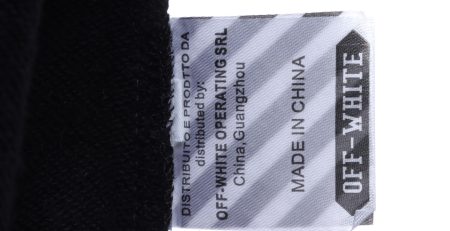 DISTRIBUITO E PRODTTO DA
distributed by:
OFF-WHITE OPERATING SRL
China,Guangzhou
MADE IN CHINA
OFF-WHITE